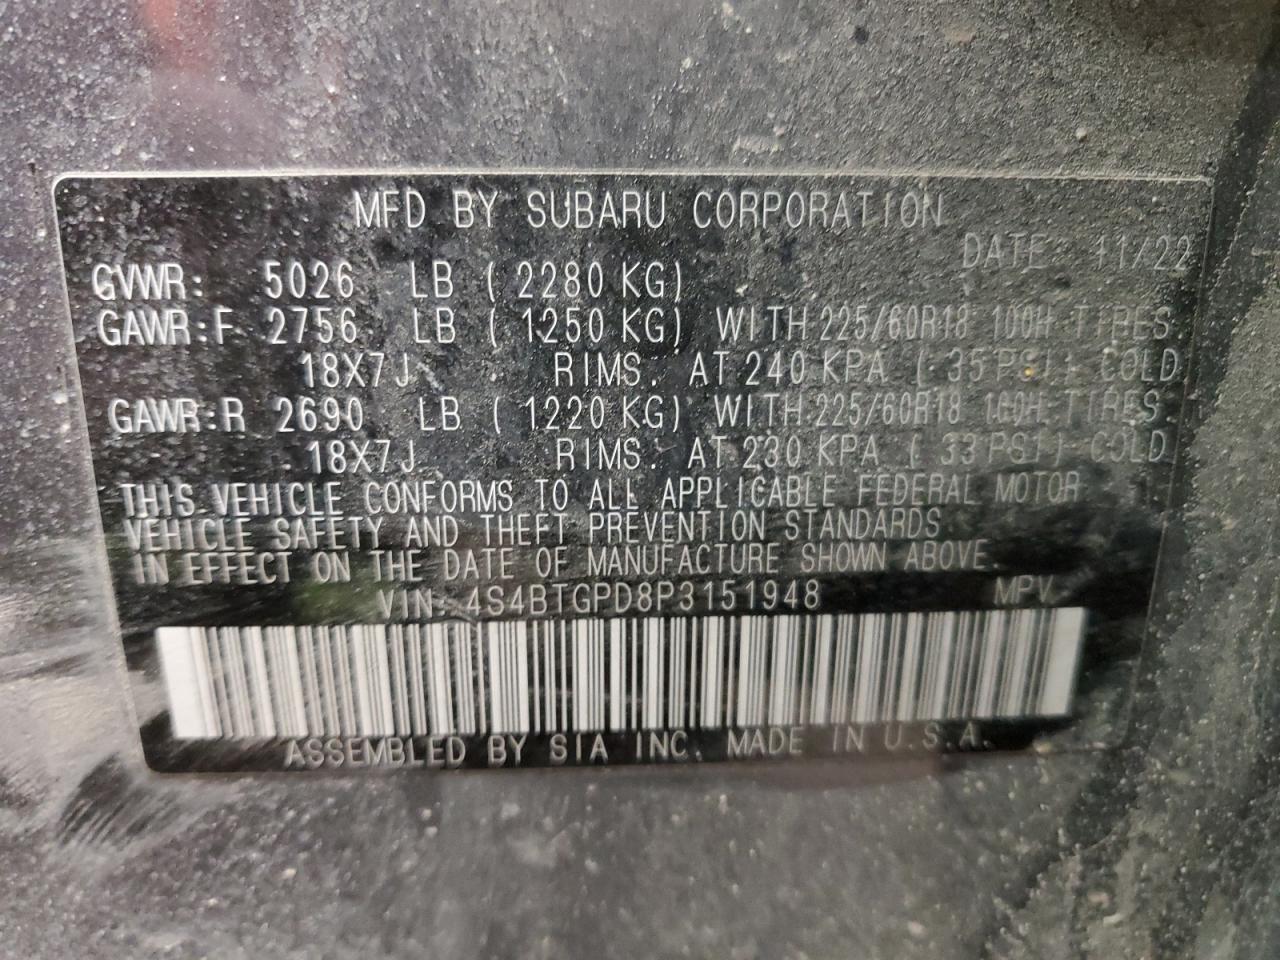 MFD BY SUBARU CORPORATION
DATE: 11/22
GVWR: 5026 LB ( 2280 KG)
GAWR:F 2756 LB ( 1250 KG) WITH 225/60R18 100H TIRES.
18X7J RIMS. AT 240 KPA ( 35PSI) COLD
GAWR:R 2690 LB ( 1220 KG) WITH 225/60R18 100H TIRES.
18X7J RIMS. AT 230 KPA ( 33PSI) COLD
THIS VEHICLE CONFORMS TO ALL APPLICABLE FEDERAL MOTOR
VEHICLE SAFETY AND THEFT PREVENTION STANDARDS
IN EFFECT ON THE DATE OF MANUFACTURE SHOWN ABOVE.
VIN: 4S4BTGPD8P3151948 MPV
ASSEMBLED BY SIA INC. MADE IN U.S.A.